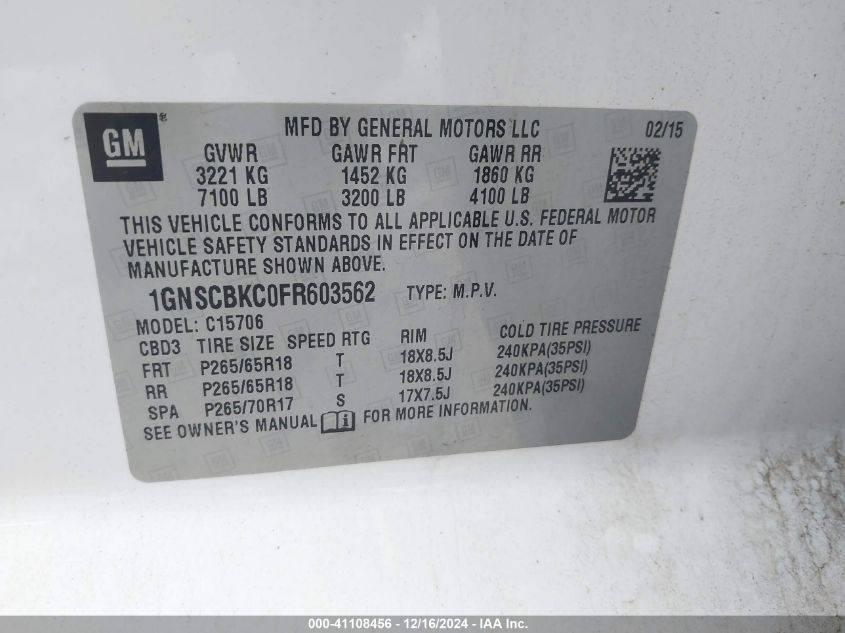 GM
MFD BY GENERAL MOTORS LLC 02/15
GVWR GAWR FRT GAWR RR
3221 KG 1452 KG 1860 KG
7100 LB 3200 LB 4100 LB
THIS VEHICLE CONFORMS TO ALL APPLICABLE U.S. FEDERAL MOTOR
VEHICLE SAFETY STANDARDS IN EFFECT ON THE DATE OF
MANUFACTURE SHOWN ABOVE.
1GNSCBKC0FR603562 TYPE: M.P.V.
MODEL: C15706
CBD3 TIRE SIZE SPEED RTG RIM COLD TIRE PRESSURE
FRT P265/65R18 T 18X8.5J 240KPA(35PSI)
RR P265/65R18 T 18X8.5J 240KPA(35PSI)
SPA P265/70R17 S 17X7.5J 240KPA(35PSI)
SEE OWNER'S MANUAL FOR MORE INFORMATION.
000-41108456 - 12/16/2024 - IAA Inc.